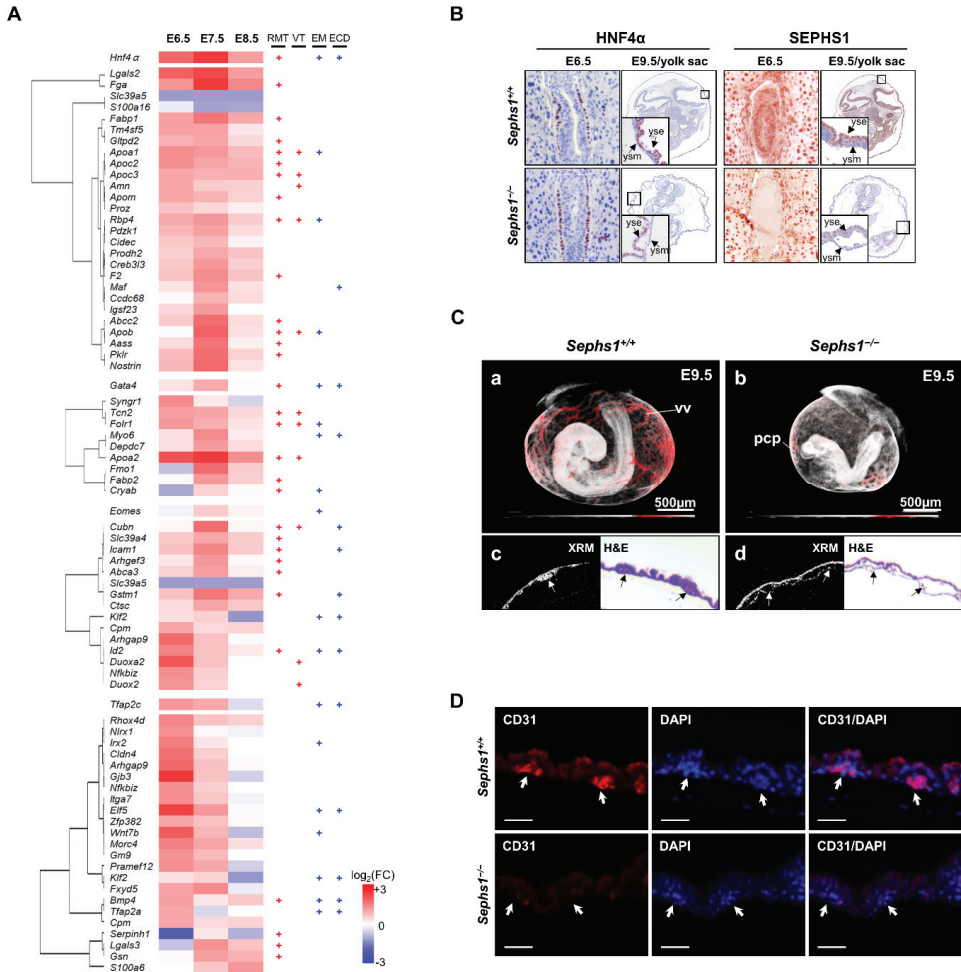 A
E6.5 E7.5 E8.5 RMT VT EM ECD
Hnf4α + + +
Lgals2
Fga +
Slc39a5
S100a16
Fabp1 +
Tm4sf5
Gltpd2 +
Apoa1 + + +
Apoc2 +
Apoc3 + +
Amn +
Apom +
Proz
Rbp4 + + +
Pdzk1
Cidec
Prodh2
Creb3l3
F2 +
Maf +
Ccdc68
Igsf23
Abcc2 +
Apob + + +
Aass +
Pklr +
Nostrin
Gata4 + + +
Syngr1
Tcn2 + +
Folr1 + + +
Myo6 + +
Depdc7
Apoa2 + +
Fmo1
Fabp2 +
Cryab + +
Eomes +
Cubn + + +
Slc39a4 +
Icam1 + +
Arhgef3 +
Abca3 +
Slc39a5
Gstm1 + +
Ctsc
Klf2 + +
Cpm
Arhgap9
Id2 + + +
Duoxa2 +
Nfkbiz
Duox2 +
Tfap2c + +
Rhox4d
Nlrx1
Irx2 +
Cldn4
Arhgap9
Gjb3
Nfkbiz
Itga7
Elf5 + +
Zfp382
Wnt7b +
Morc4
Gm9
Pramef12
Klf2 + +
Fxyd5
Bmp4 + + +
Tfap2a + +
Cpm
Serpinh1 +
Lgals3 +
Gsn +
S100a6
log2(FC)
+3
0
-3
B
HNF4α SEPHS1
E6.5 E9.5/yolk sac E6.5 E9.5/yolk sac
Sephs1+/+
yse
ysm
yse
ysm
Sephs1−/−
yse
ysm
yse
ysm
C
Sephs1+/+ Sephs1−/−
a E9.5
vv
500µm
b E9.5
pcp
500µm
c XRM H&E
d XRM H&E
D
Sephs1+/+
CD31 DAPI CD31/DAPI
Sephs1−/−
CD31 DAPI CD31/DAPI